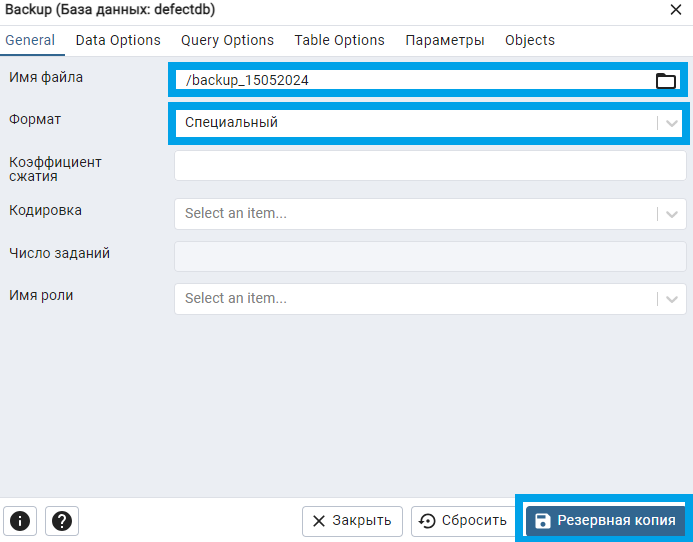 Backup (База данных: defectdb)
General Data Options Query Options Table Options Параметры Objects
Имя файла /backup_15052024
Формат Специальный
Коэффициент
сжатия
Кодировка Select an item...
Число заданий
Имя роли Select an item...
Закрыть Сбросить Резервная копия